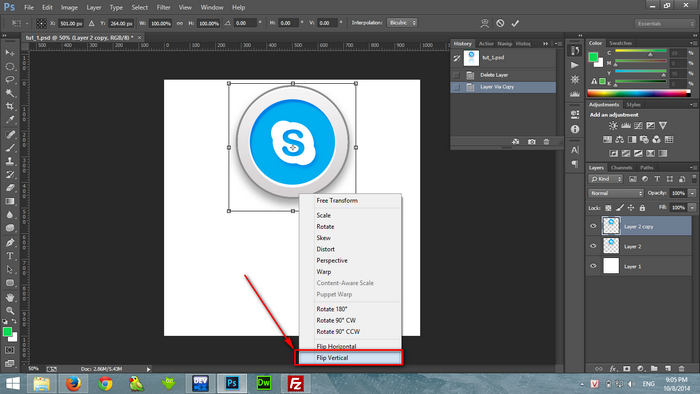 Ps File Edit Image Layer Type Select Filter View Window Help
X: 501.00 px Y: 264.00 px W: 100.00% H: 100.00% 0.00 ° H: 0.00 ° V: 0.00 ° Interpolation: Bicubic Essentials
tut_1.psd @ 50% (Layer 2 copy, RGB/8) * ×
History Actions Navigation Histog
tut_1.psd
Delete Layer
Layer Via Copy
Color Swatches
C
M
Y
K
Adjustments Styles
Add an adjustment
Layers Channels Paths
Kind
Normal Opacity: 100%
Lock: Fill: 100%
Layer 2 copy
Layer 2
Layer 1
S
Free Transform
Scale
Rotate
Skew
Distort
Perspective
Warp
Content-Aware Scale
Puppet Warp
Rotate 180°
Rotate 90° CW
Rotate 90° CCW
Flip Horizontal
Flip Vertical
50% Doc: 2.86M/5.43M
DEV Ps Dw Fz
V ENG
9:05 PM
10/8/2014